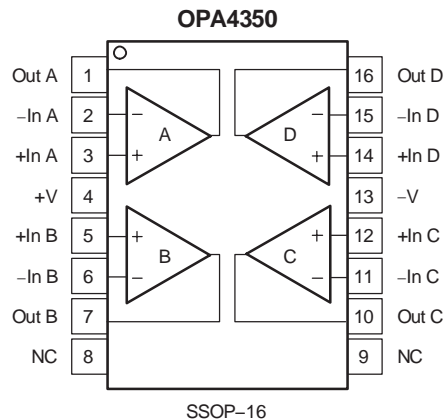 OPA4350
Out A 1 16 Out D
−In A 2 − − 15 −In D
A D
+In A 3 + + 14 +In D
+V 4 13 −V
+In B 5 + + 12 +In C
B C
−In B 6 − − 11 −In C
Out B 7 10 Out C
NC 8 9 NC
SSOP−16